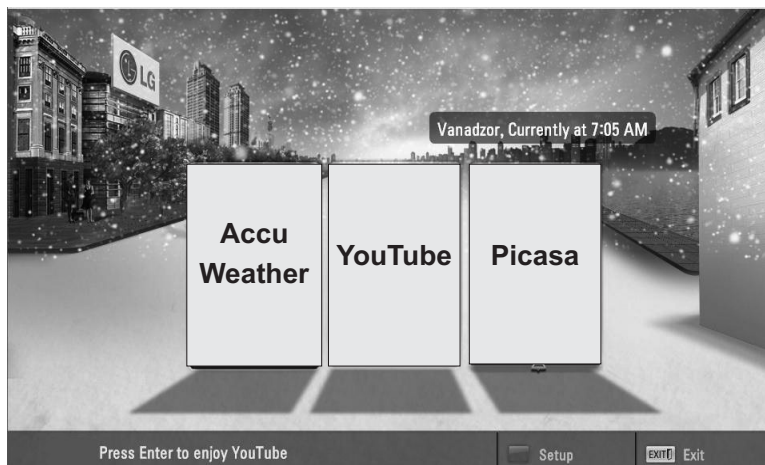 LG
Vanadzor, Currently at 7:05 AM
Accu
Weather
YouTube
Picasa
Press Enter to enjoy YouTube
Setup
EXIT
Exit